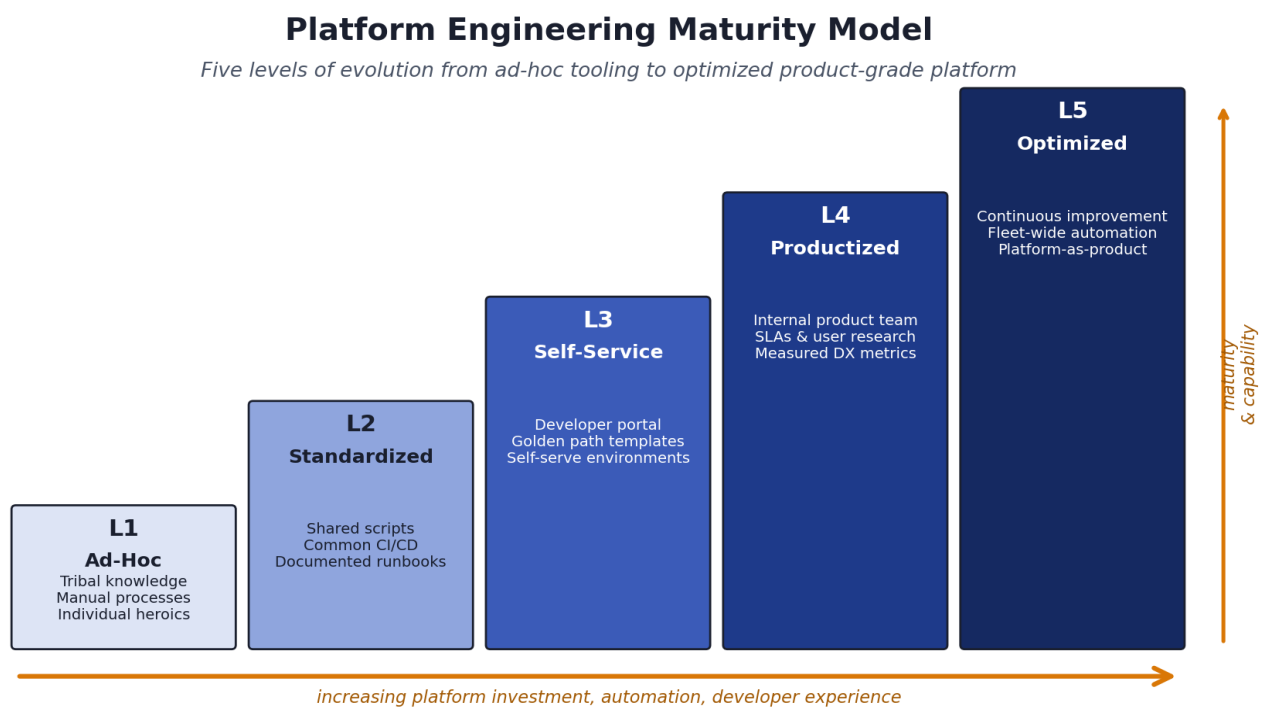 Platform Engineering Maturity Model
Five levels of evolution from ad-hoc tooling to optimized product-grade platform
L1
Ad-Hoc
Tribal knowledge
Manual processes
Individual heroics
L2
Standardized
Shared scripts
Common CI/CD
Documented runbooks
L3
Self-Service
Developer portal
Golden path templates
Self-serve environments
L4
Productized
Internal product team
SLAs & user research
Measured DX metrics
L5
Optimized
Continuous improvement
Fleet-wide automation
Platform-as-product
maturity
& capability
increasing platform investment, automation, developer experience